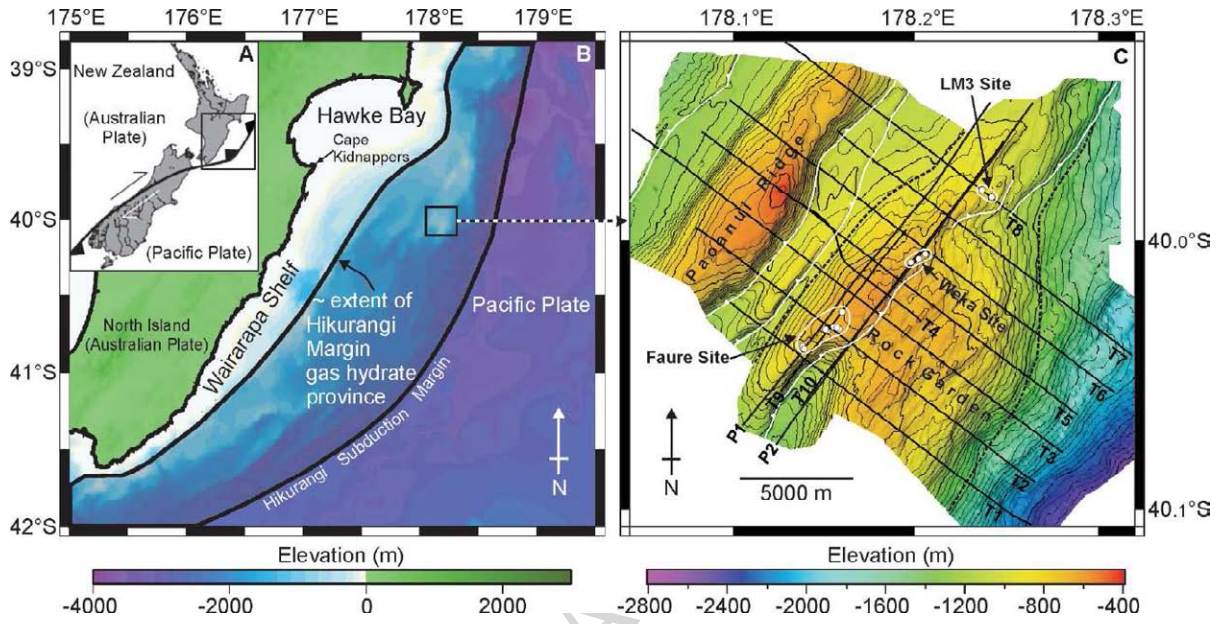 175°E 176°E 177°E 178°E 179°E
39°S
40°S
41°S
42°S
A
New Zealand
(Australian
Plate)
(Pacific Plate)
B
Hawke Bay
Cape
Kidnappers
Wairarapa Shelf
North Island
(Australian Plate)
~ extent of
Hikurangi
Margin
gas hydrate
province
Pacific Plate
Hikurangi Subduction Margin
N
Elevation (m)
-4000 -2000 0 2000
178.1°E 178.2°E 178.3°E
C
LM3 Site
Paoanui Ridge
T8
40.0°S
Weka Site
T4
Faure Site
Rock Garden
T7
T6
T5
T3
T2
T1
T9
T10
P1
P2
N
5000 m
40.1°S
Elevation (m)
-2800 -2400 -2000 -1600 -1200 -800 -400